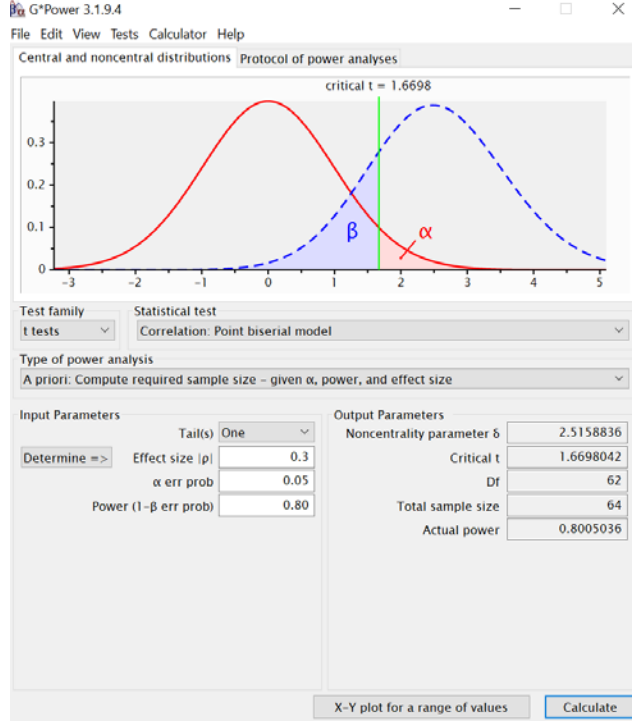 βα G*Power 3.1.9.4
File Edit View Tests Calculator Help
Central and noncentral distributions Protocol of power analyses
critical t = 1.6698
0.3
0.2
0.1
0
β
α
-3 -2 -1 0 1 2 3 4 5
Test family Statistical test
t tests Correlation: Point biserial model
Type of power analysis
A priori: Compute required sample size - given α, power, and effect size
Input Parameters
Tail(s) One
Determine => Effect size |ρ| 0.3
α err prob 0.05
Power (1-β err prob) 0.80
Output Parameters
Noncentrality parameter δ 2.5158836
Critical t 1.6698042
Df 62
Total sample size 64
Actual power 0.8005036
X-Y plot for a range of values Calculate